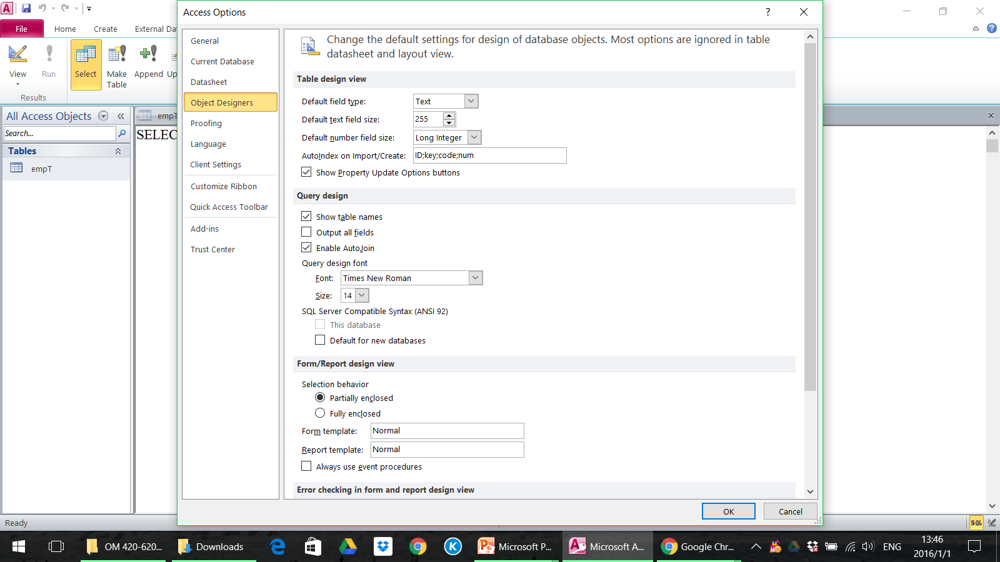 Access Options
?
File
Home
Create
External Da
View
Run
Select
Make
Table
Append
Up
Results
All Access Objects
«
Search...
Tables
empT
empT
SELEC
General
Current Database
Datasheet
Object Designers
Proofing
Language
Client Settings
Customize Ribbon
Quick Access Toolbar
Add-ins
Trust Center
Change the default settings for design of database objects. Most options are ignored in table
datasheet and layout view.
Table design view
Default field type: Text
Default text field size: 255
Default number field size: Long Integer
AutoIndex on Import/Create: ID;key;code;num
Show Property Update Options buttons
Query design
Show table names
Output all fields
Enable AutoJoin
Query design font
Font: Times New Roman
Size: 14
SQL Server Compatible Syntax (ANSI 92)
This database
Default for new databases
Form/Report design view
Selection behavior
Partially enclosed
Fully enclosed
Form template: Normal
Report template: Normal
Always use event procedures
Error checking in form and report design view
OK
Cancel
Ready
SQL
OM 420-620...
Downloads
Microsoft P...
Microsoft A...
Google Chr...
ENG
13:46
2016/1/1